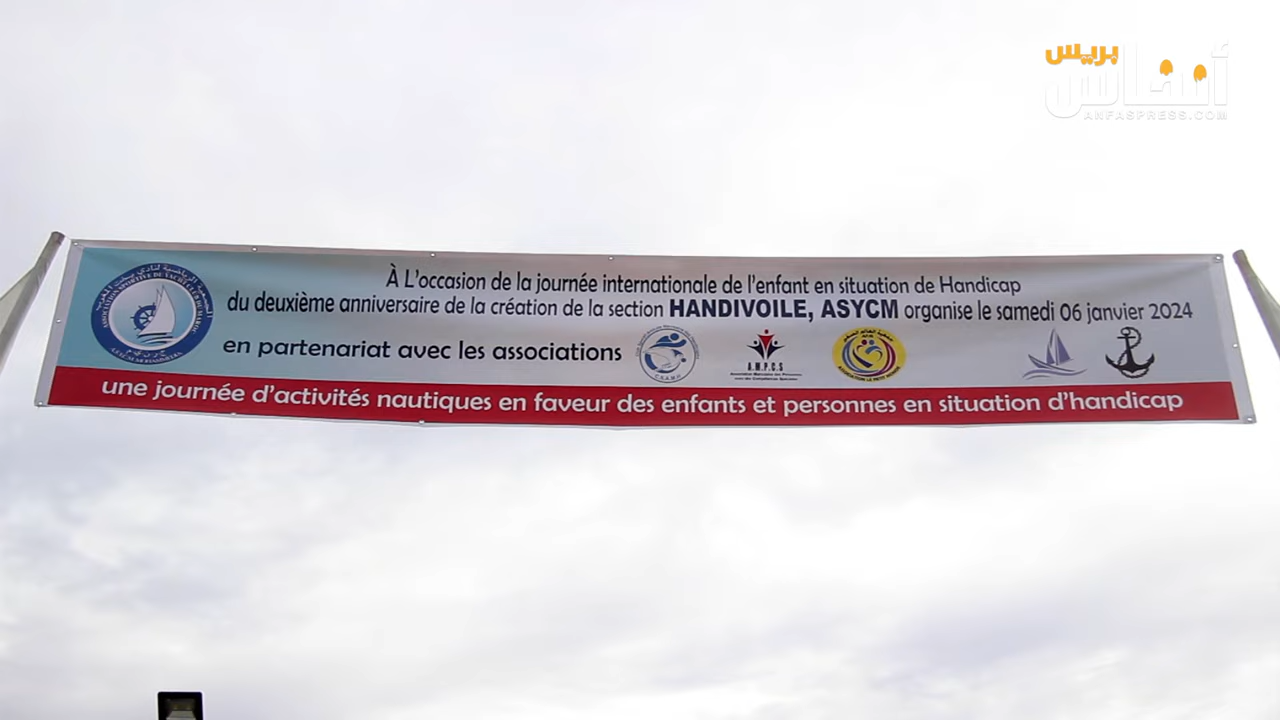 بريس
أنفاس
ANFASPRESS.COM
À L'occasion de la journée internationale de l'enfant en situation de Handicap
du deuxième anniversaire de la création de la section HANDIVOILE, ASYCM organise le samedi 06 janvier 2024
en partenariat avec les associations
A.M.P.C.S
une journée d'activités nautiques en faveur des enfants et personnes en situation d'handicap